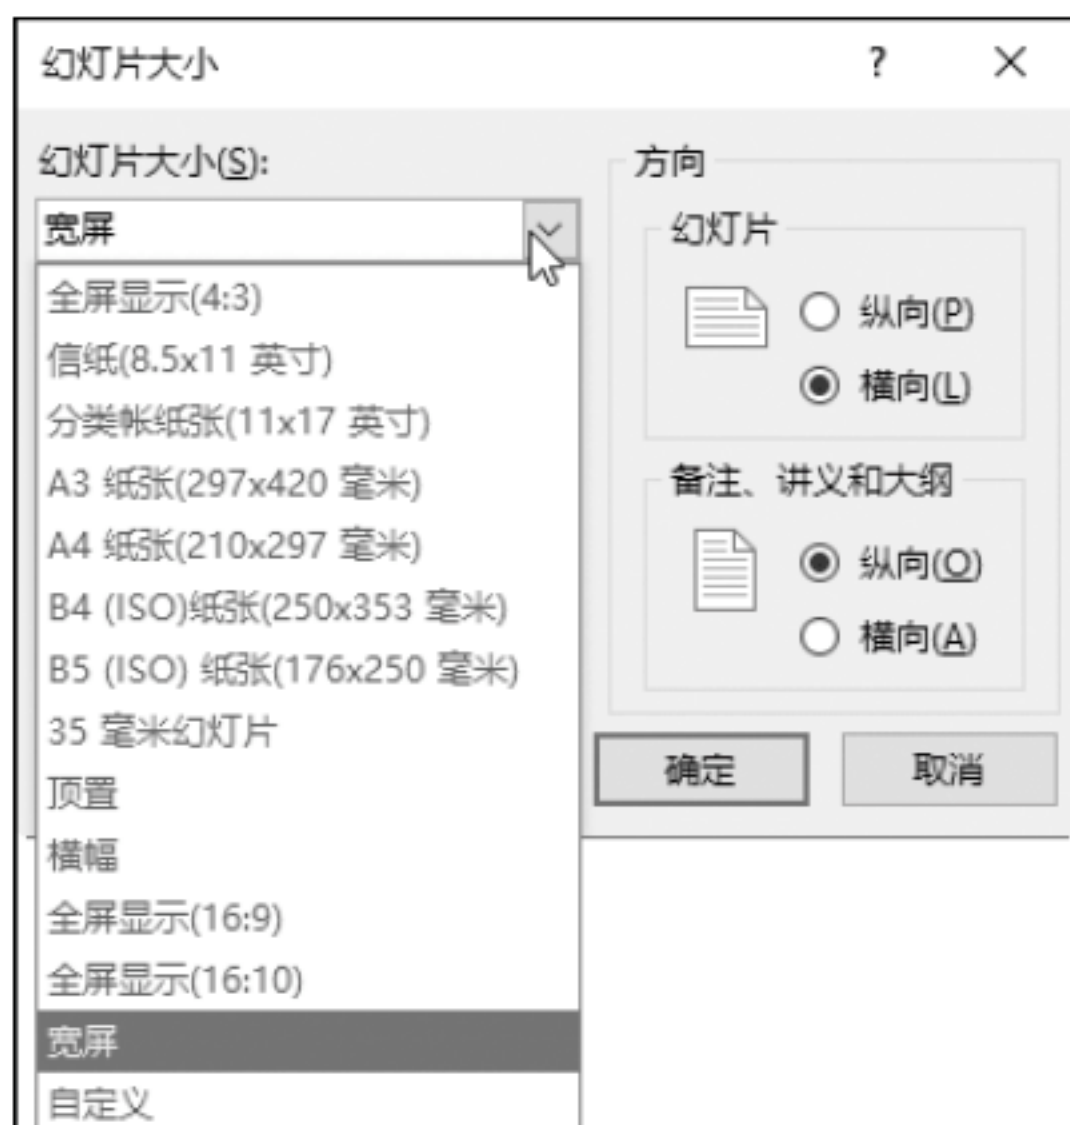 幻灯片大小 ? ×
幻灯片大小(S):
宽屏
全屏显示(4:3)
信纸(8.5x11 英寸)
分类帐纸张(11x17 英寸)
A3 纸张(297x420 毫米)
A4 纸张(210x297 毫米)
B4 (ISO)纸张(250x353 毫米)
B5 (ISO) 纸张(176x250 毫米)
35 毫米幻灯片
顶置
横幅
全屏显示(16:9)
全屏显示(16:10)
宽屏
自定义
方向
幻灯片
纵向(P)
横向(L)
备注、讲义和大纲
纵向(O)
横向(A)
确定
取消